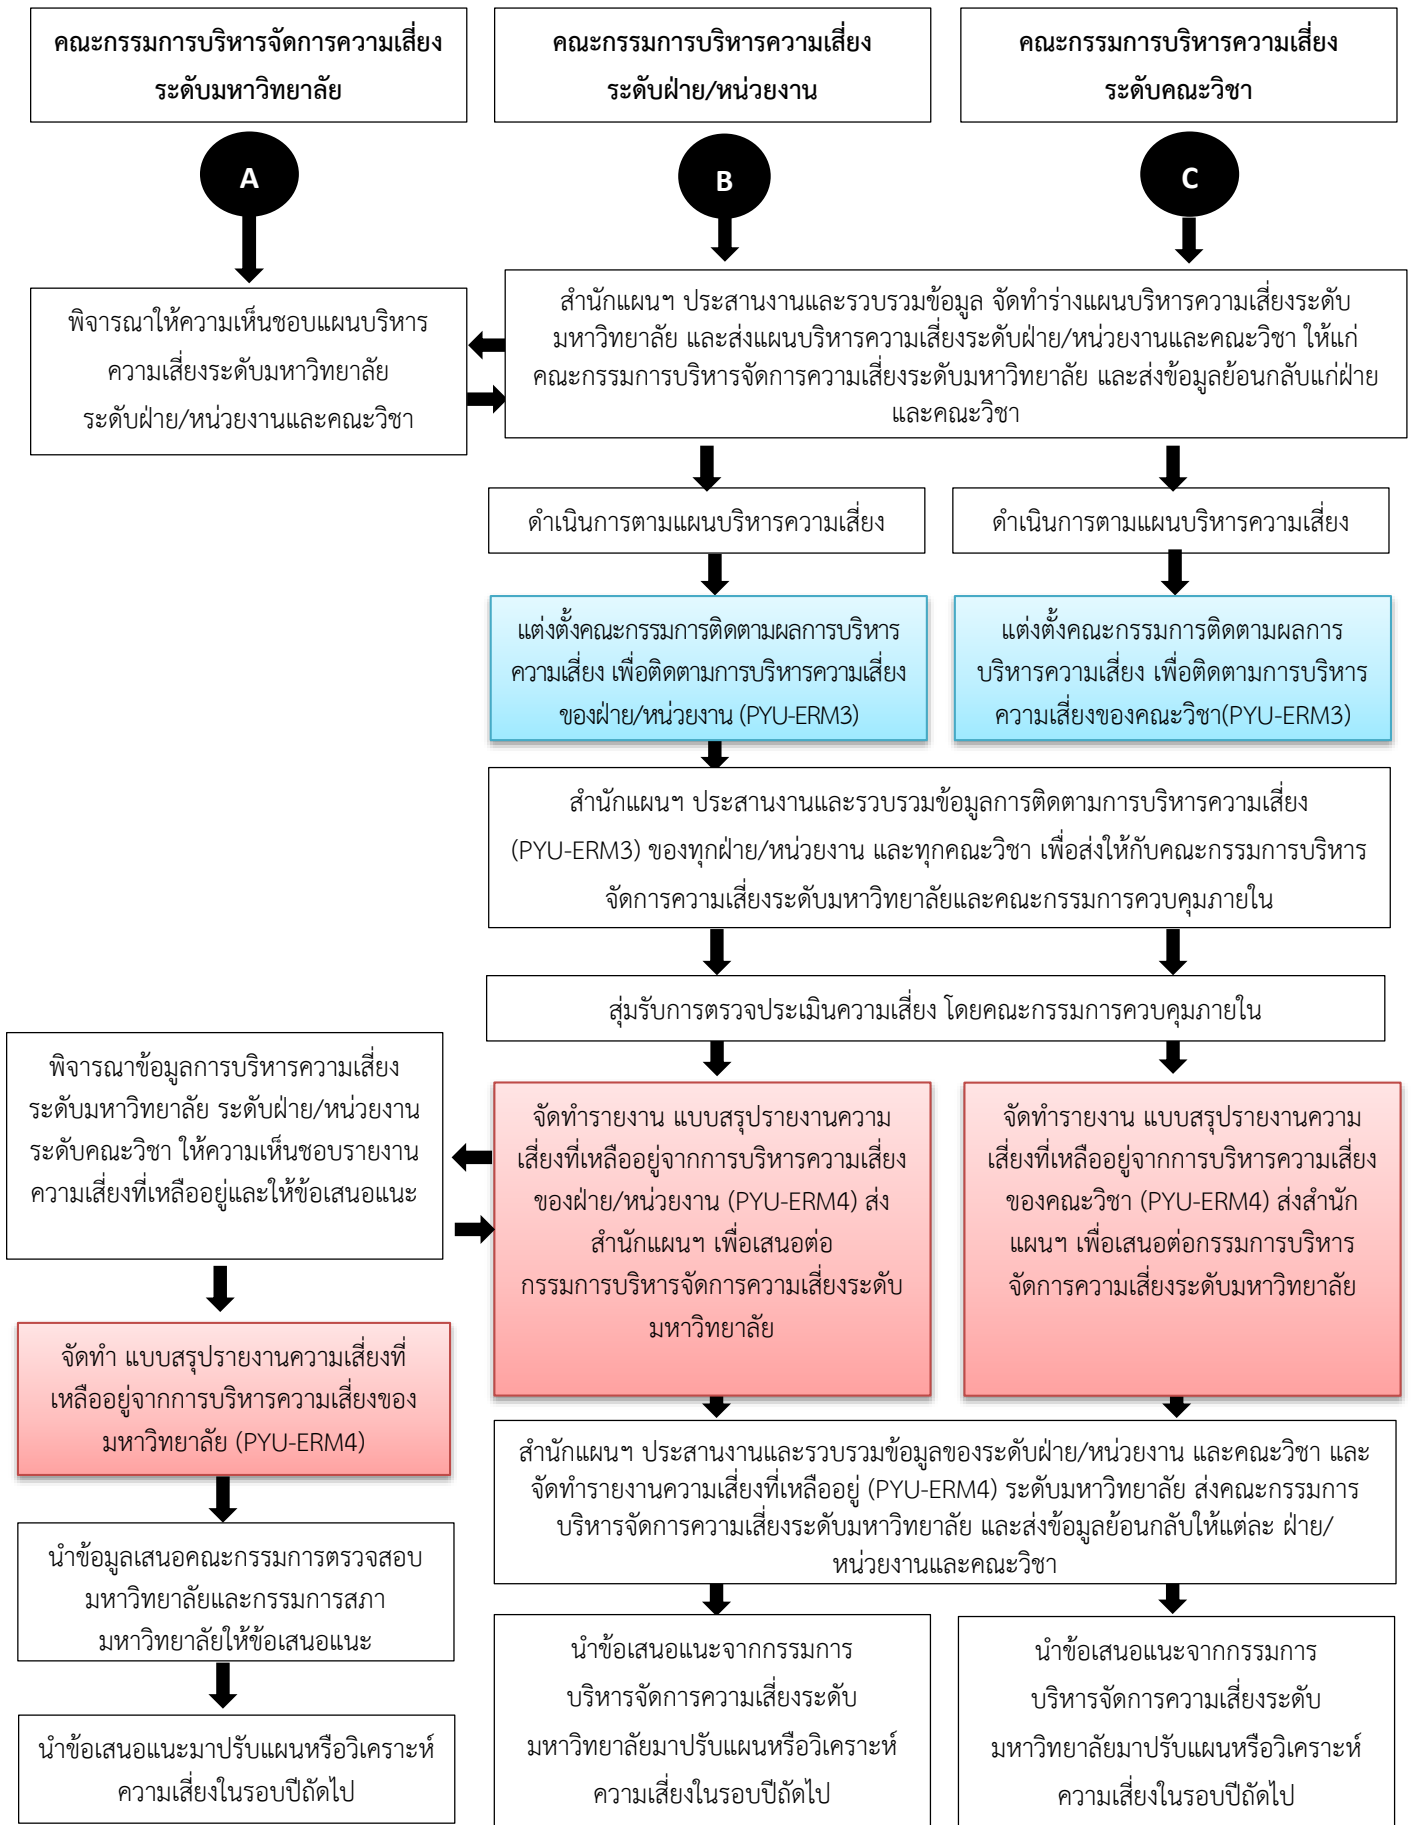 คณะกรรมการบริหารจัดการความเสี่ยง
ระดับมหาวิทยาลัย
คณะกรรมการบริหารความเสี่ยง
ระดับฝ่าย/หน่วยงาน
คณะกรรมการบริหารความเสี่ยง
ระดับคณะวิชา
A
B
C
พิจารณาให้ความเห็นชอบแผนบริหาร
ความเสี่ยงระดับมหาวิทยาลัย
ระดับฝ่าย/หน่วยงานและคณะวิชา
สำนักแผนฯ ประสานงานและรวบรวมข้อมูล จัดทำร่างแผนบริหารความเสี่ยงระดับ
มหาวิทยาลัย และส่งแผนบริหารความเสี่ยงระดับฝ่าย/หน่วยงานและคณะวิชา ให้แก่
คณะกรรมการบริหารจัดการความเสี่ยงระดับมหาวิทยาลัย และส่งข้อมูลย้อนกลับแก่ฝ่าย
และคณะวิชา
ดำเนินการตามแผนบริหารความเสี่ยง
ดำเนินการตามแผนบริหารความเสี่ยง
แต่งตั้งคณะกรรมการติดตามผลการบริหาร
ความเสี่ยง เพื่อติดตามการบริหารความเสี่ยง
ของฝ่าย/หน่วยงาน (PYU-ERM3)
แต่งตั้งคณะกรรมการติดตามผลการ
บริหารความเสี่ยง เพื่อติดตามการบริหาร
ความเสี่ยงของคณะวิชา(PYU-ERM3)
สำนักแผนฯ ประสานงานและรวบรวมข้อมูลการติดตามการบริหารความเสี่ยง
(PYU-ERM3) ของทุกฝ่าย/หน่วยงาน และทุกคณะวิชา เพื่อส่งให้กับคณะกรรมการบริหาร
จัดการความเสี่ยงระดับมหาวิทยาลัยและคณะกรรมการควบคุมภายใน
สุ่มรับการตรวจประเมินความเสี่ยง โดยคณะกรรมการควบคุมภายใน
พิจารณาข้อมูลการบริหารความเสี่ยง
ระดับมหาวิทยาลัย ระดับฝ่าย/หน่วยงาน
ระดับคณะวิชา ให้ความเห็นชอบรายงาน
ความเสี่ยงที่เหลืออยู่และให้ข้อเสนอแนะ
จัดทำรายงาน แบบสรุปรายงานความ
เสี่ยงที่เหลืออยู่จากการบริหารความเสี่ยง
ของฝ่าย/หน่วยงาน (PYU-ERM4) ส่ง
สำนักแผนฯ เพื่อเสนอต่อ
กรรมการบริหารจัดการความเสี่ยงระดับ
มหาวิทยาลัย
จัดทำรายงาน แบบสรุปรายงานความ
เสี่ยงที่เหลืออยู่จากการบริหารความเสี่ยง
ของคณะวิชา (PYU-ERM4) ส่งสำนัก
แผนฯ เพื่อเสนอต่อกรรมการบริหาร
จัดการความเสี่ยงระดับมหาวิทยาลัย
จัดทำ แบบสรุปรายงานความเสี่ยงที่
เหลืออยู่จากการบริหารความเสี่ยงของ
มหาวิทยาลัย (PYU-ERM4)
สำนักแผนฯ ประสานงานและรวบรวมข้อมูลของระดับฝ่าย/หน่วยงาน และคณะวิชา และ
จัดทำรายงานความเสี่ยงที่เหลืออยู่ (PYU-ERM4) ระดับมหาวิทยาลัย ส่งคณะกรรมการ
บริหารจัดการความเสี่ยงระดับมหาวิทยาลัย และส่งข้อมูลย้อนกลับให้แต่ละ ฝ่าย/
หน่วยงานและคณะวิชา
นำข้อมูลเสนอคณะกรรมการตรวจสอบ
มหาวิทยาลัยและกรรมการสภา
มหาวิทยาลัยให้ข้อเสนอแนะ
นำข้อเสนอแนะมาปรับแผนหรือวิเคราะห์
ความเสี่ยงในรอบปีถัดไป
นำข้อเสนอแนะจากกรรมการ
บริหารจัดการความเสี่ยงระดับ
มหาวิทยาลัยมาปรับแผนหรือวิเคราะห์
ความเสี่ยงในรอบปีถัดไป
นำข้อเสนอแนะจากกรรมการ
บริหารจัดการความเสี่ยงระดับ
มหาวิทยาลัยมาปรับแผนหรือวิเคราะห์
ความเสี่ยงในรอบปีถัดไป